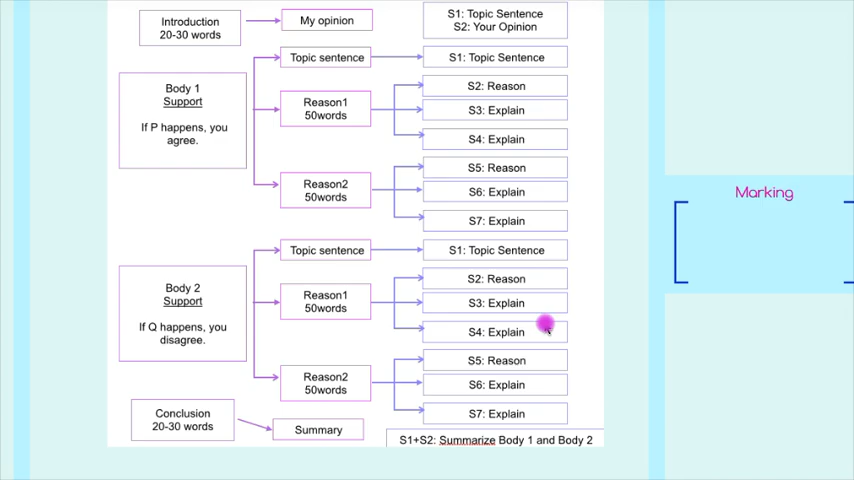 Introduction
20-30 words
My opinion
S1: Topic Sentence
S2: Your Opinion
Topic sentence
S1: Topic Sentence
Body 1
Support
If P happens, you
agree.
Reason1
50words
S2: Reason
S3: Explain
S4: Explain
Reason2
50words
S5: Reason
S6: Explain
S7: Explain
Marking
Topic sentence
S1: Topic Sentence
Body 2
Support
If Q happens, you
disagree.
Reason1
50words
S2: Reason
S3: Explain
S4: Explain
Reason2
50words
S5: Reason
S6: Explain
S7: Explain
Conclusion
20-30 words
Summary
S1+S2: Summarize Body 1 and Body 2